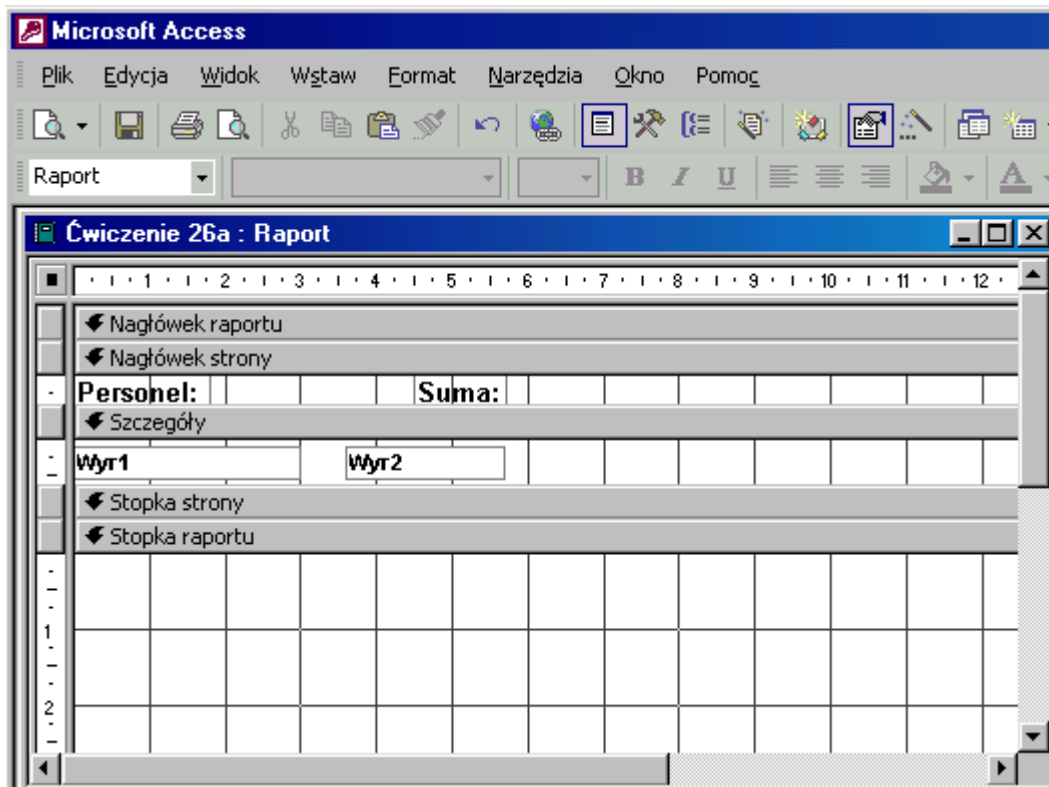 Microsoft Access
Plik Edycja Widok Wstaw Format Narzędzia Okno Pomoc
Raport B I U A
Ćwiczenie 26a : Raport
1 2 3 4 5 6 7 8 9 10 11 12
Nagłówek raportu
Nagłówek strony
Personel: Suma:
Szczegóły
Wyr1 Wyr2
Stopka strony
Stopka raportu
1
2